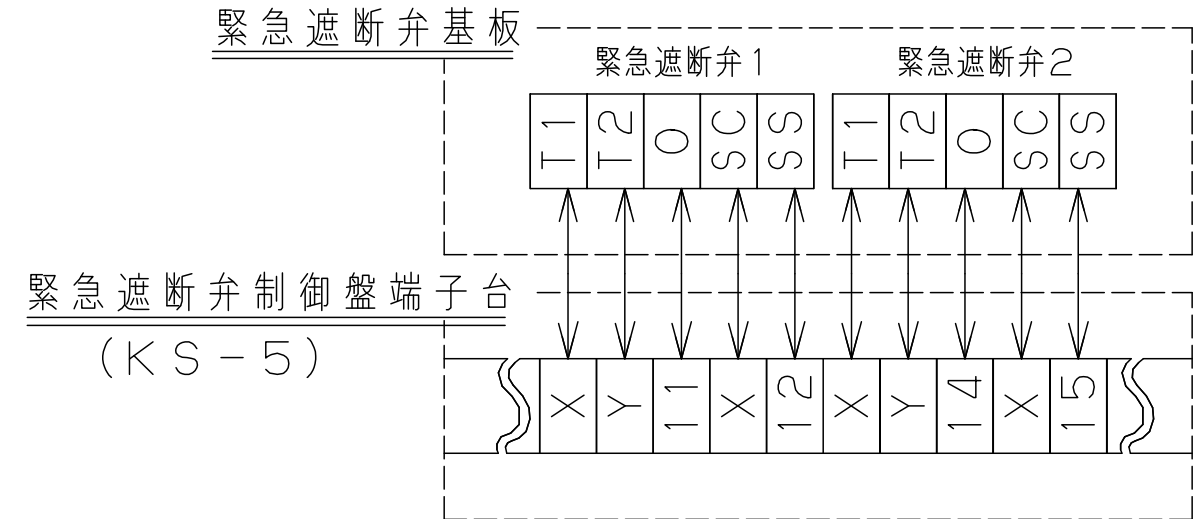 緊急遮断弁基板
緊急遮断弁1 緊急遮断弁2
T1 T2 O SC SS T1 T2 O SC SS
緊急遮断弁制御盤端子台
(KS-5)
X Y 11 X 12 X Y 14 X 15